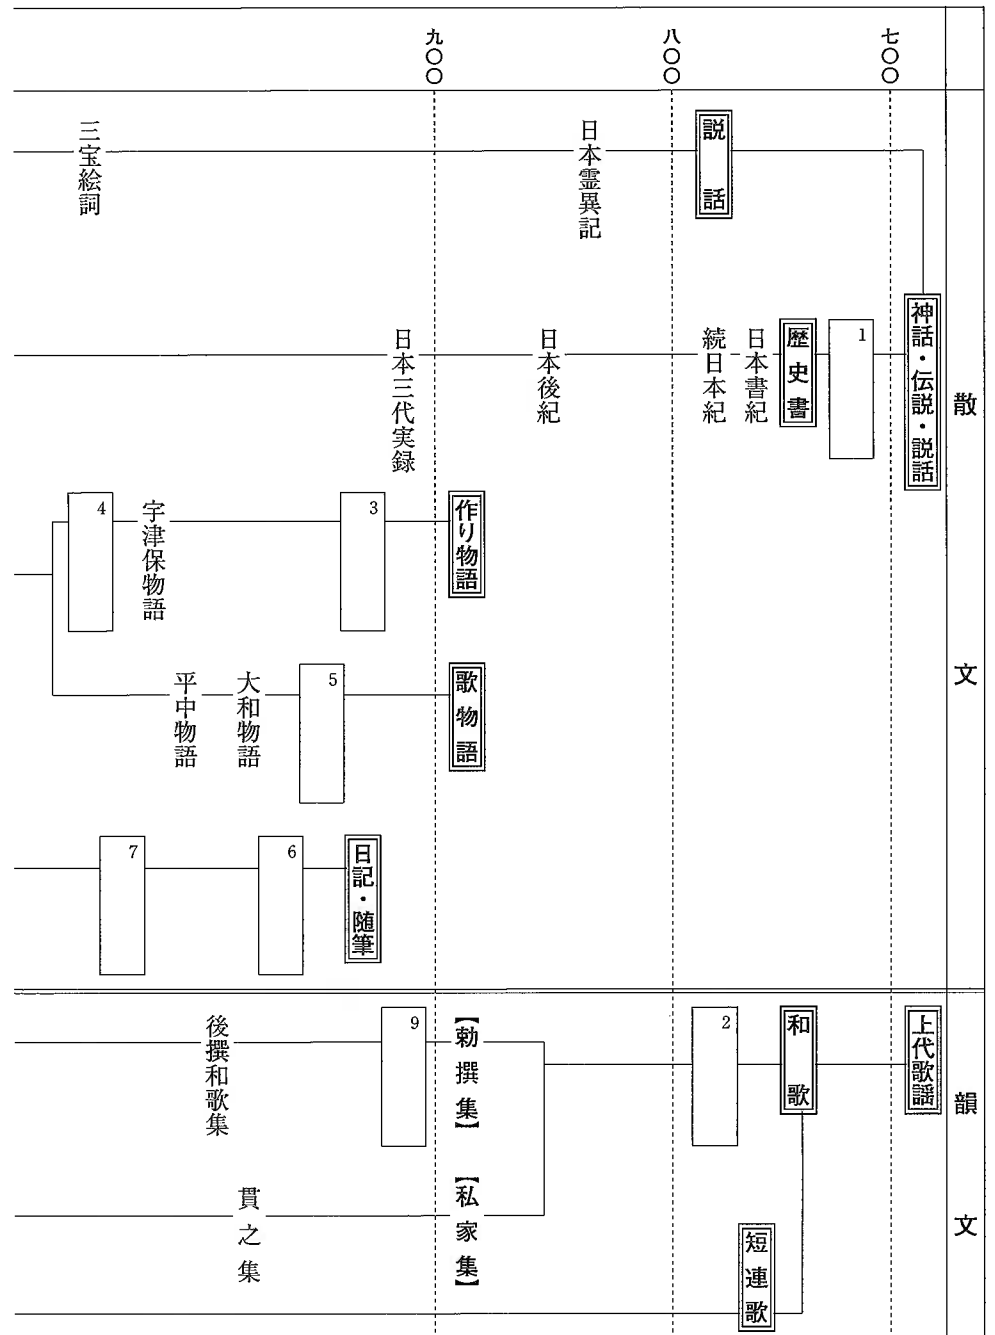 散文
韻文
七〇〇
八〇〇
九〇〇
神話・伝説・説話
説話
日本霊異記
三宝絵詞
1
歴史書
日本書紀
続日本紀
日本後紀
日本三代実録
作り物語
3
宇津保物語
4
歌物語
5
大和物語
平中物語
日記・随筆
6
7
上代歌謡
和歌
2
【勅撰集】
9
後撰和歌集
【私家集】
貫之集
短連歌